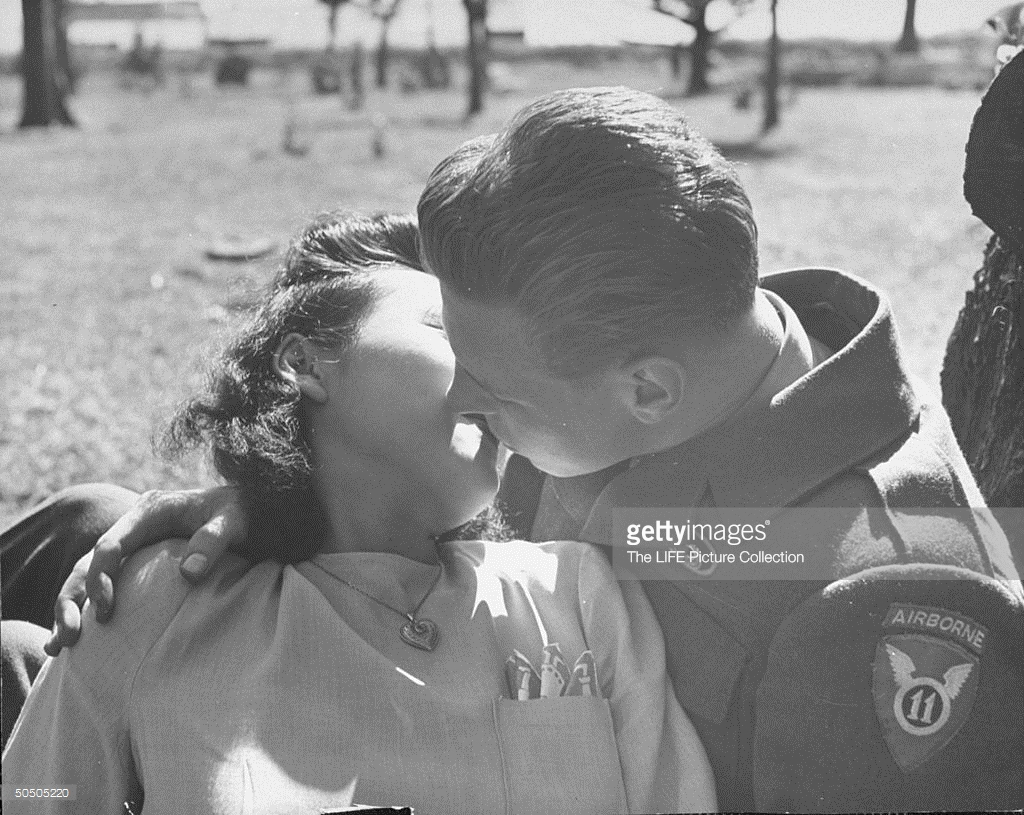 gettyimages®
The LIFE Picture Collection
AIRBORNE
11
50505220